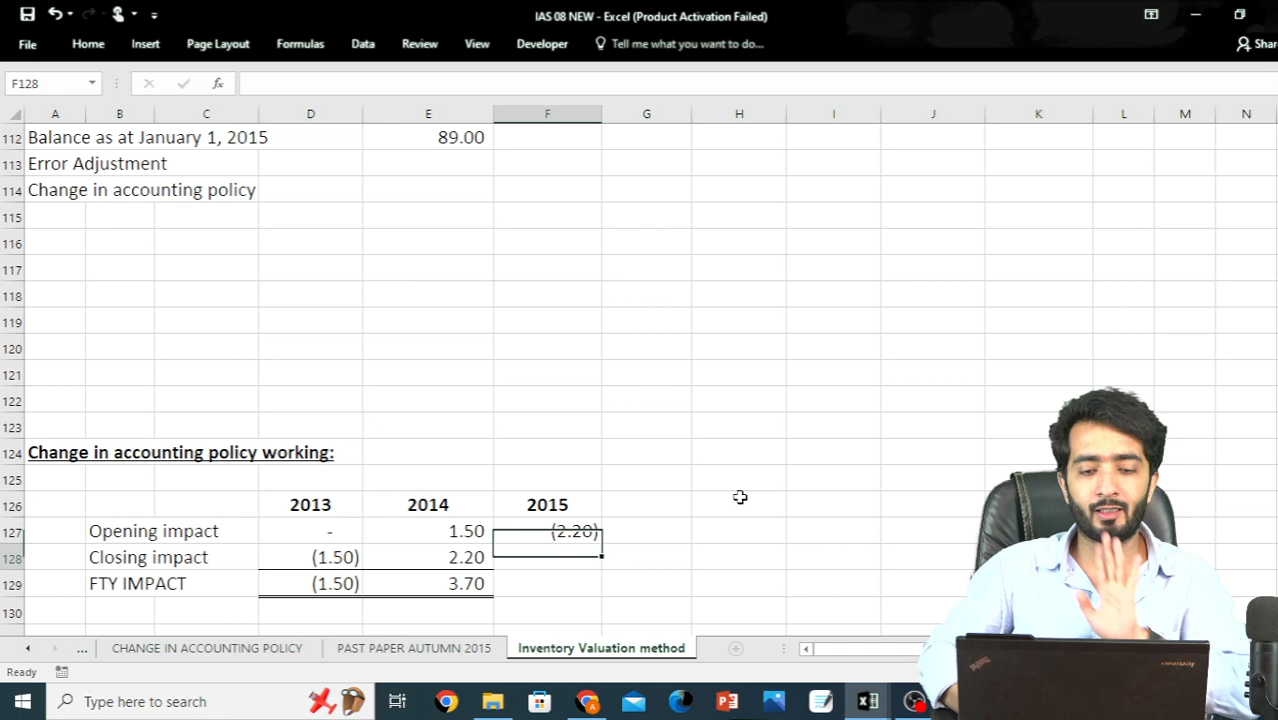 IAS 08 NEW - Excel (Product Activation Failed)
File Home Insert Page Layout Formulas Data Review View Developer Tell me what you want to do... Shar
F128 fx
A B C D E F G H I J K L M N
112 Balance as at January 1, 2015 89.00
113 Error Adjustment
114 Change in accounting policy
115
116
117
118
119
120
121
122
123
124 Change in accounting policy working:
125
126 2013 2014 2015
127 Opening impact - 1.50 (2.20)
128 Closing impact (1.50) 2.20
129 FTY IMPACT (1.50) 3.70
130
... CHANGE IN ACCOUNTING POLICY PAST PAPER AUTUMN 2015 Inventory Valuation method
Ready
Type here to search
ThinkPad